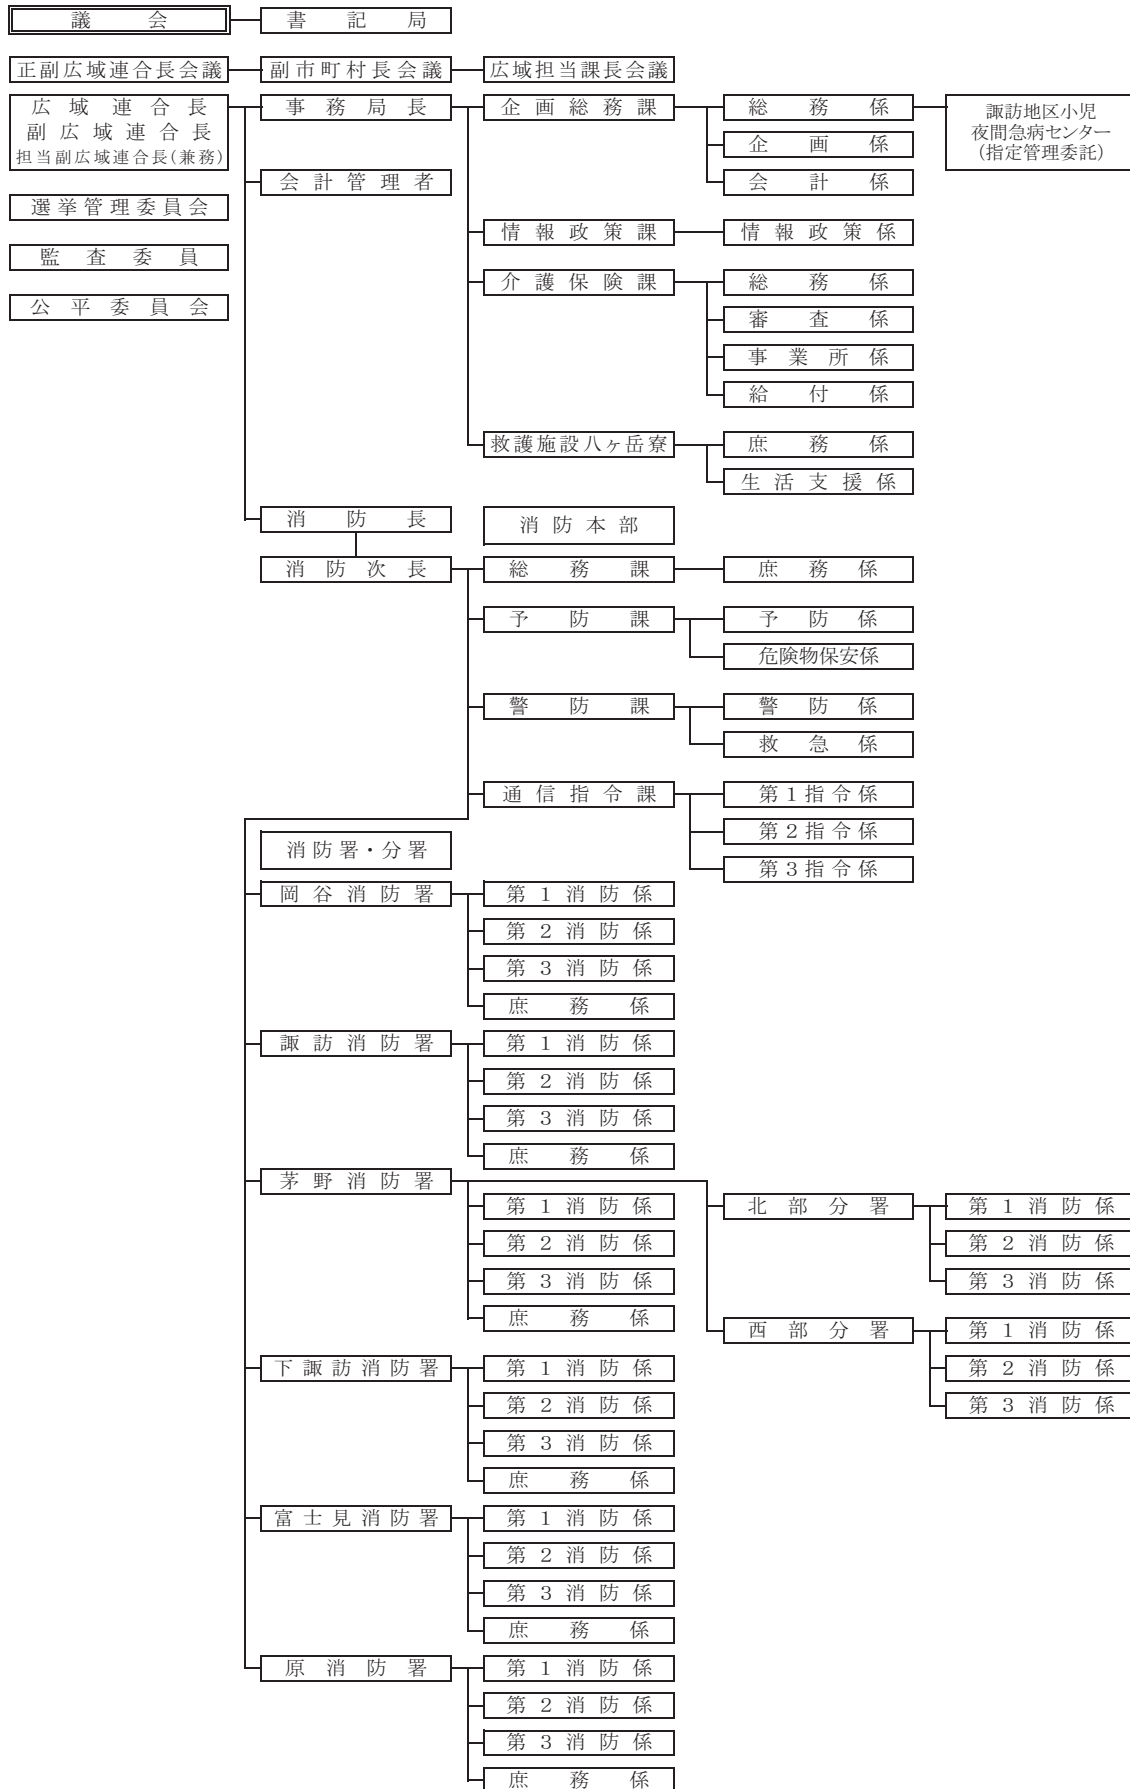 議会
書記局
正副広域連合長会議
副市町村長会議
広域担当課長会議
広域連合長
副広域連合長
担当副広域連合長(兼務)
事務局長
企画総務課
総務係
諏訪地区小児
夜間急病センター
(指定管理委託)
企画係
会計係
会計管理者
選挙管理委員会
監査委員
公平委員会
情報政策課
情報政策係
介護保険課
総務係
審査係
事業所係
給付係
救護施設八ヶ岳寮
庶務係
生活支援係
消防長
消防本部
消防次長
総務課
庶務係
予防課
予防係
危険物保安係
警防課
警防係
救急係
通信指令課
第1指令係
第2指令係
第3指令係
消防署・分署
岡谷消防署
第1消防係
第2消防係
第3消防係
庶務係
諏訪消防署
第1消防係
第2消防係
第3消防係
庶務係
茅野消防署
第1消防係
第2消防係
第3消防係
庶務係
北部分署
第1消防係
第2消防係
第3消防係
西部分署
第1消防係
第2消防係
第3消防係
下諏訪消防署
第1消防係
第2消防係
第3消防係
庶務係
富士見消防署
第1消防係
第2消防係
第3消防係
庶務係
原消防署
第1消防係
第2消防係
第3消防係
庶務係